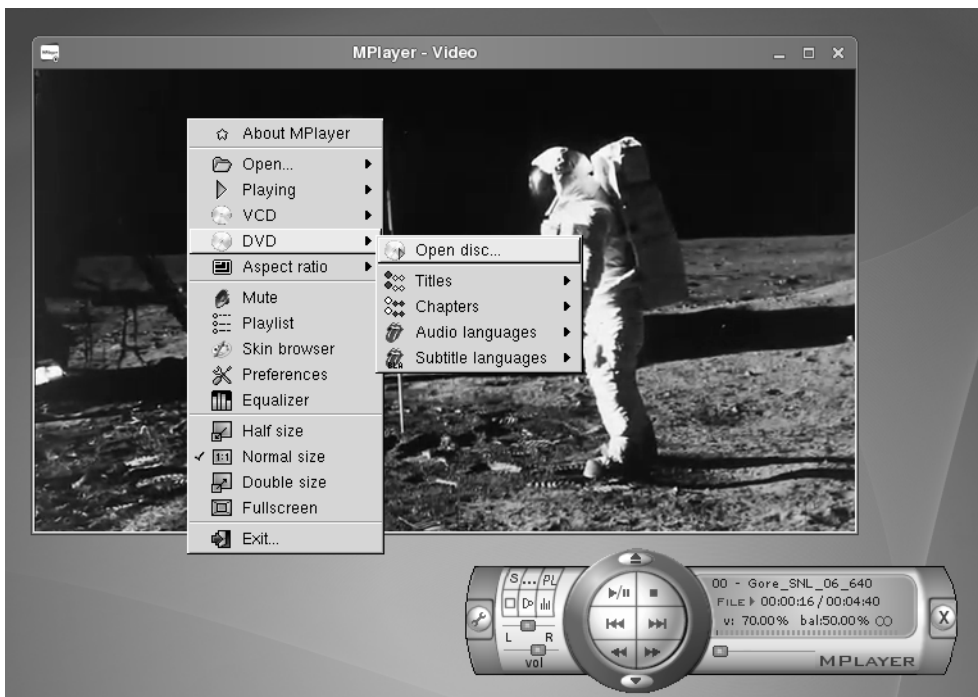 MPlayer - Video
About MPlayer
Open...
Playing
VCD
DVD
Aspect ratio
Mute
Playlist
Skin browser
Preferences
Equalizer
Half size
1:1 Normal size
Double size
Fullscreen
Exit...
Open disc...
Titles
Chapters
Audio languages
Subtitle languages
S ... PL
L R
vol
00 - Gore_SNL_06_640
FILE 00:00:16/00:04:40
v: 70.00% bal:50.00%
X
MPLAYER